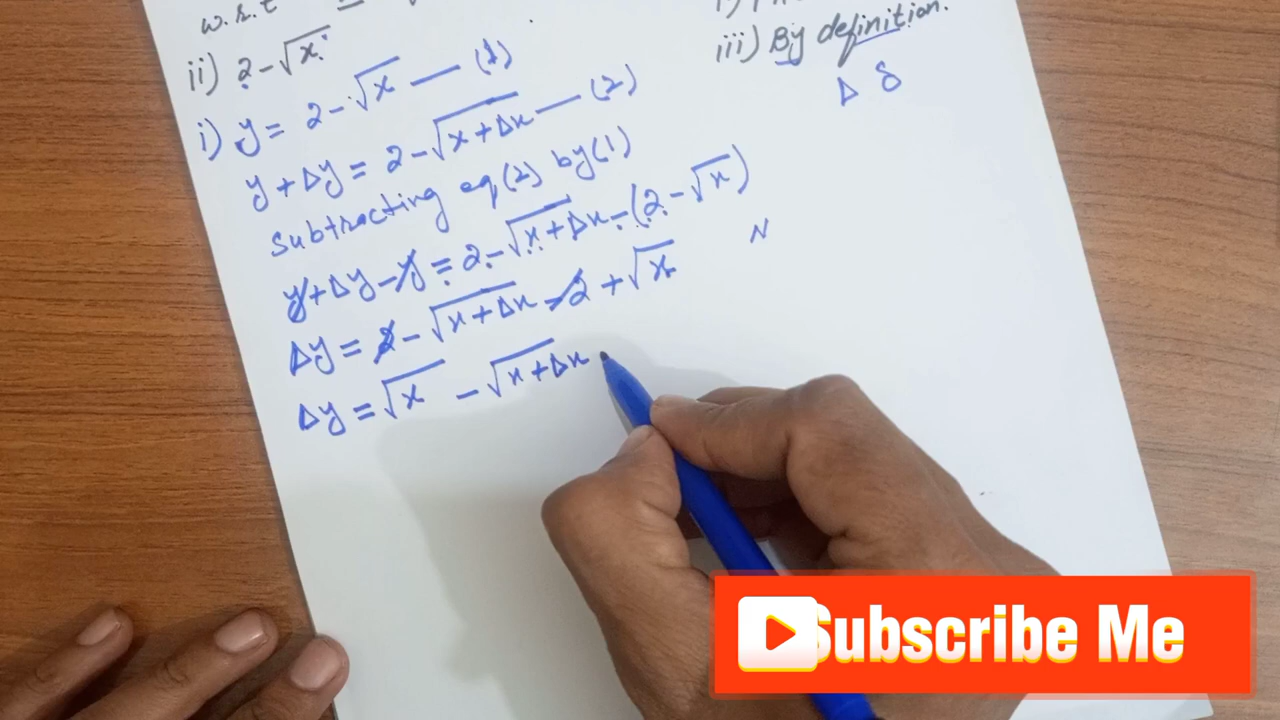 w.r.t
ii) 2-√x
iii) By definition.
Δ δ
i) y = 2-√x — (1)
y+Δy = 2-√x+Δx — (2)
Subtracting eq(2) by(1)
y+Δy-y = 2-√x+Δx-(2-√x)
N
Δy = 2-√x+Δx-2+√x
Δy = √x - √x+Δx
Subscribe Me